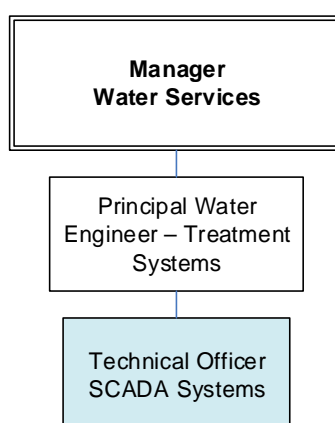 Manager
Water Services
Principal Water
Engineer – Treatment
Systems
Technical Officer
SCADA Systems